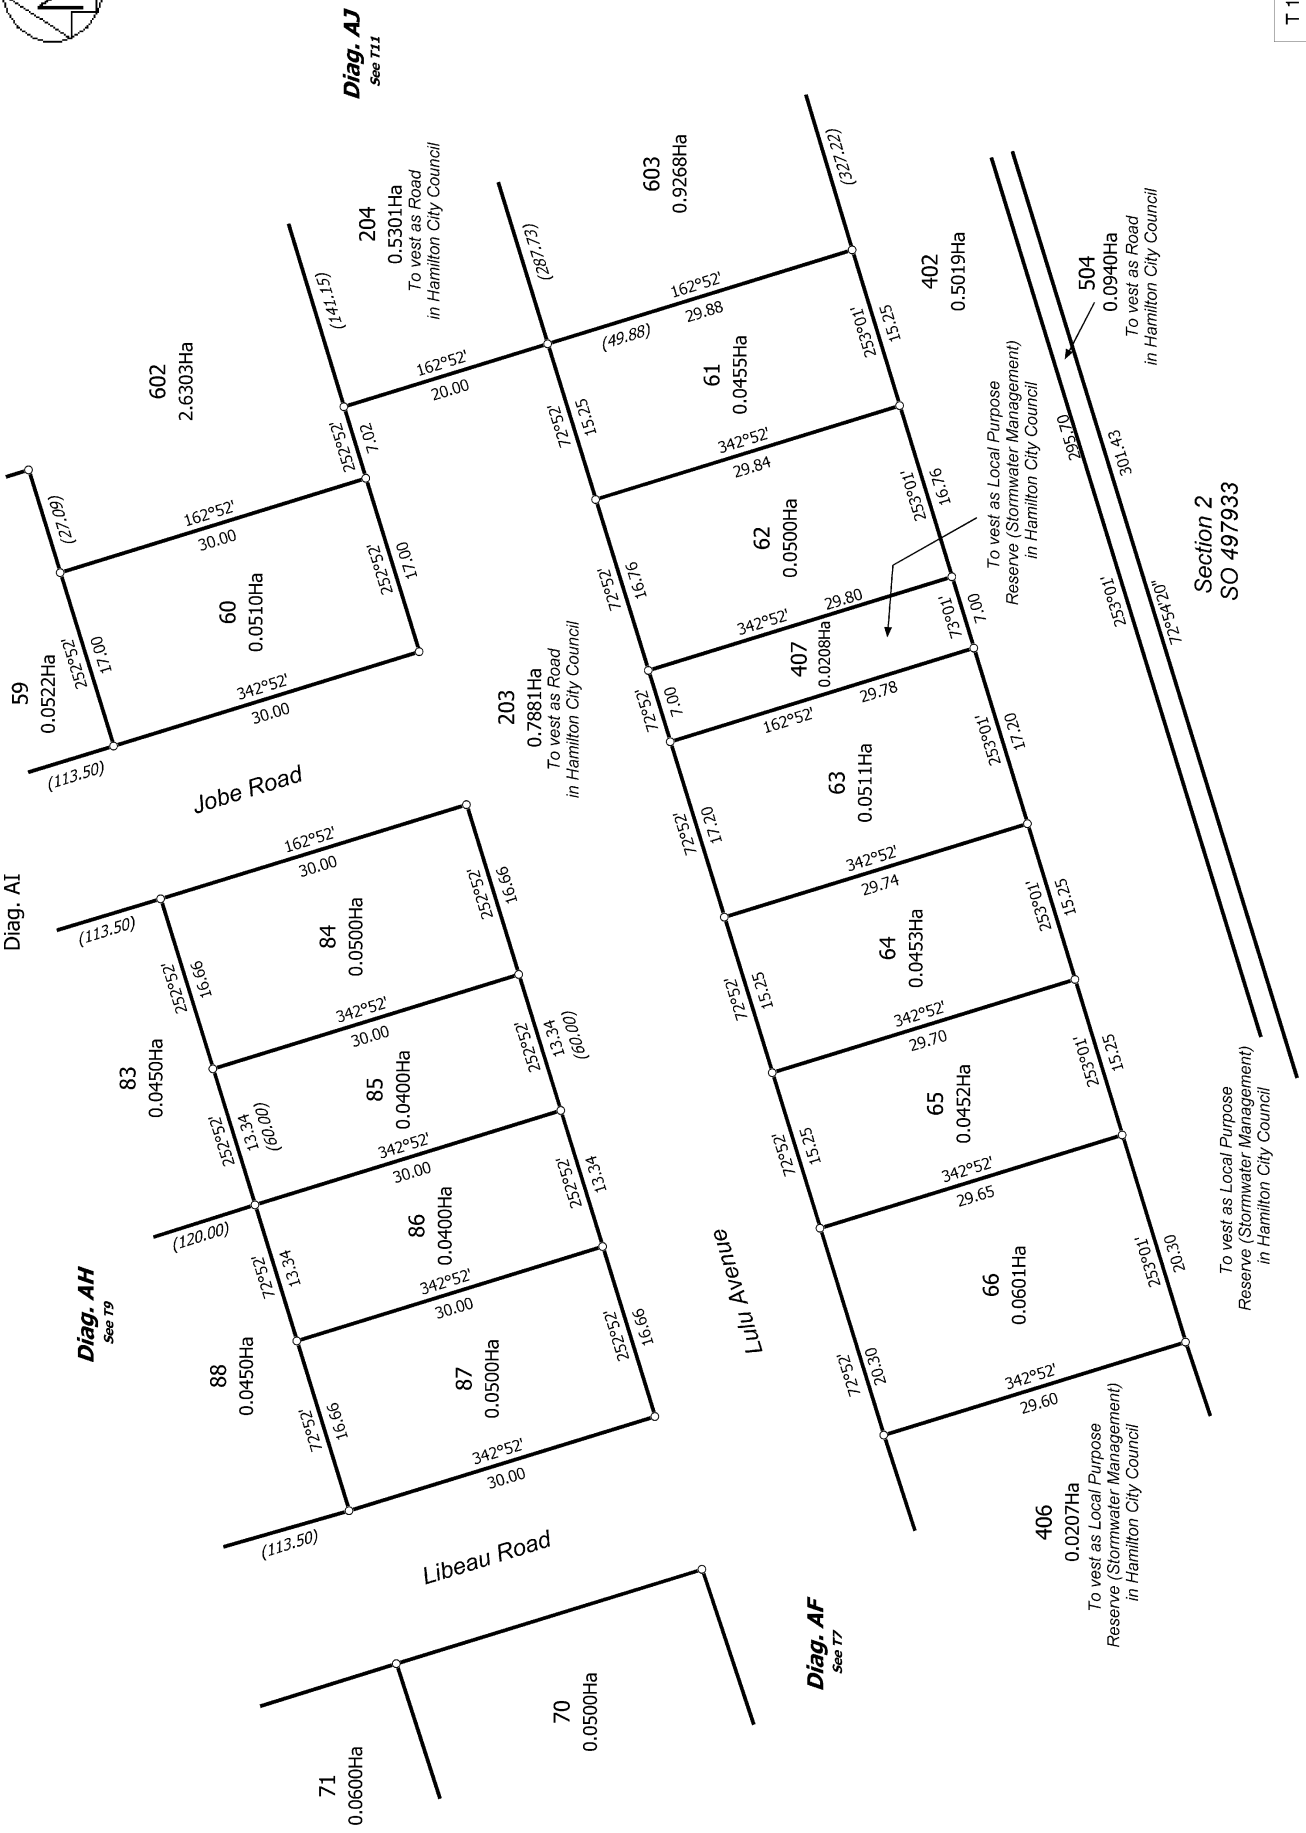 Diag. AJ
See T11
T 1
602
2.6303Ha
204
0.5301Ha
To vest as Road
in Hamilton City Council
603
0.9268Ha
(141.15)
(287.73)
(327.22)
(27.09)
162°52'
30.00
60
0.0510Ha
59
0.0522Ha
252°52'
17.00
342°52'
30.00
252°52'
17.00
252°52'
7.02
162°52'
20.00
(113.50)
Jobe Road
203
0.7881Ha
To vest as Road
in Hamilton City Council
162°52'
29.88
(49.88)
61
0.0455Ha
72°52'
15.25
253°01'
15.25
342°52'
29.84
62
0.0500Ha
72°52'
16.76
253°01'
16.76
342°52'
29.80
407
0.0208Ha
72°52'
7.00
73°01'
7.00
162°52'
29.78
To vest as Local Purpose
Reserve (Stormwater Management)
in Hamilton City Council
402
0.5019Ha
504
0.0940Ha
To vest as Road
in Hamilton City Council
295.70
301.43
253°01'
72°54'20"
Section 2
SO 497933
63
0.0511Ha
72°52'
17.20
253°01'
17.20
342°52'
29.74
64
0.0453Ha
72°52'
15.25
253°01'
15.25
342°52'
29.70
65
0.0452Ha
72°52'
15.25
253°01'
15.25
342°52'
29.65
66
0.0601Ha
72°52'
20.30
253°01'
20.30
342°52'
29.60
To vest as Local Purpose
Reserve (Stormwater Management)
in Hamilton City Council
406
0.0207Ha
To vest as Local Purpose
Reserve (Stormwater Management)
in Hamilton City Council
Lulu Avenue
Diag. AI
(113.50)
162°52'
30.00
84
0.0500Ha
252°52'
16.66
252°52'
16.66
342°52'
30.00
83
0.0450Ha
85
0.0400Ha
252°52'
13.34
(60.00)
252°52'
13.34
(60.00)
342°52'
30.00
(120.00)
86
0.0400Ha
72°52'
13.34
252°52'
13.34
342°52'
30.00
Diag. AH
See T9
88
0.0450Ha
87
0.0500Ha
72°52'
16.66
252°52'
16.66
342°52'
30.00
(113.50)
Libeau Road
Diag. AF
See T7
70
0.0500Ha
71
0.0600Ha